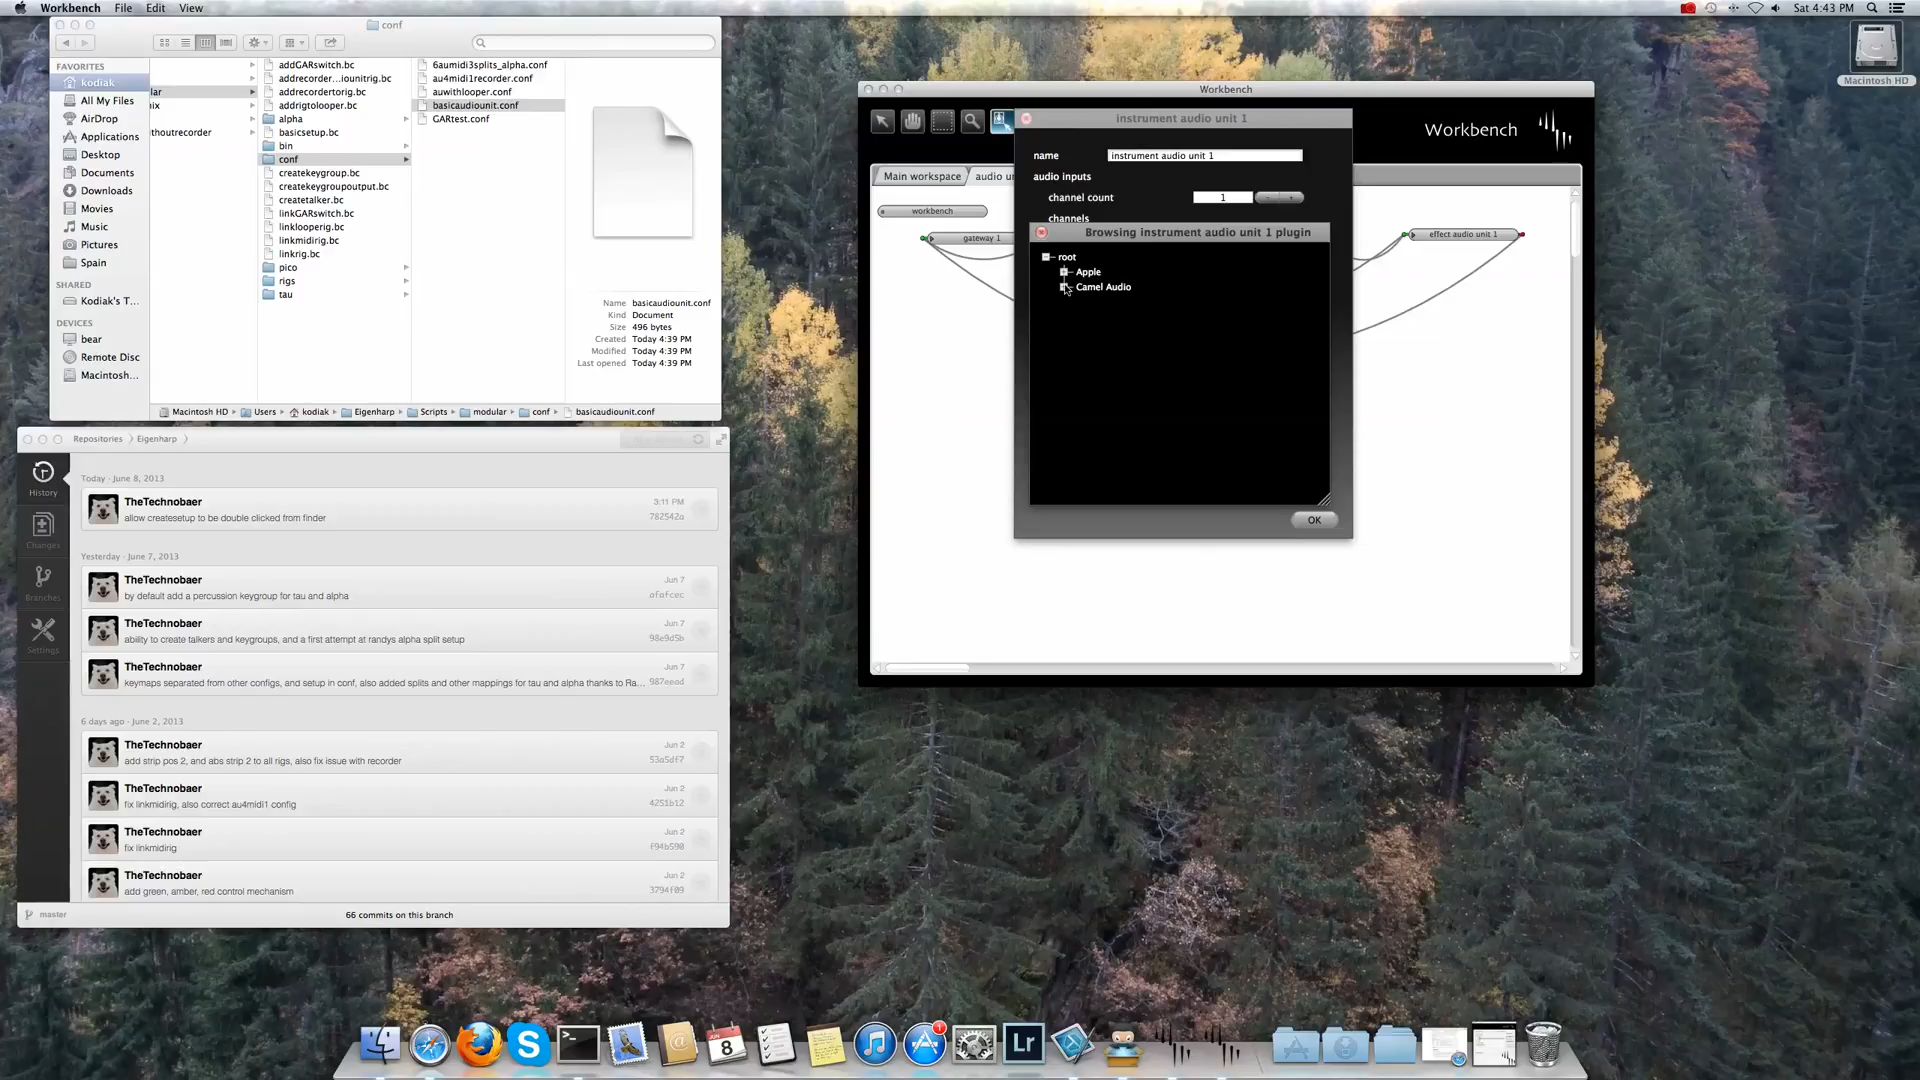 Workbench File Edit View
Sat 4:43 PM
conf
FAVORITES
kodiak
All My Files
AirDrop
Applications
Desktop
Documents
Downloads
Movies
Music
Pictures
Spain
SHARED
Kodiak's T...
DEVICES
bear
Remote Disc
Macintosh...
lar
ix
thoutrecorder
addGARswitch.bc
addrecorder...iounitrig.bc
addrecordertorig.bc
addrigtolooper.bc
alpha
basicsetup.bc
bin
conf
createkeygroup.bc
createkeygroupoutput.bc
createtalker.bc
linkGARswitch.bc
linklooperig.bc
linkmidirig.bc
linkrig.bc
pico
rigs
tau
6aumidi3splits_alpha.conf
au4midi1recorder.conf
auwithlooper.conf
basicaudiounit.conf
GARtest.conf
Name basicaudiounit.conf
Kind Document
Size 496 bytes
Created Today 4:39 PM
Modified Today 4:39 PM
Last opened Today 4:39 PM
Macintosh HD Users kodiak Eigenharp Scripts modular conf basicaudiounit.conf
Repositories Eigenharp
History
Changes
Branches
Settings
Today - June 8, 2013
TheTechnobaer 3:11 PM
allow createsetup to be double clicked from finder 782542a
Yesterday - June 7, 2013
TheTechnobaer Jun 7
by default add a percussion keygroup for tau and alpha afafcec
TheTechnobaer Jun 7
ability to create talkers and keygroups, and a first attempt at randys alpha split setup 98e9d5b
TheTechnobaer Jun 7
keymaps separated from other configs, and setup in conf, also added splits and other mappings for tau and alpha thanks to Ra... 987eead
6 days ago - June 2, 2013
TheTechnobaer Jun 2
add strip pos 2, and abs strip 2 to all rigs, also fix issue with recorder 53a5df7
TheTechnobaer Jun 2
fix linkmidirig, also correct au4midi1 config 4251b12
TheTechnobaer Jun 2
fix linkmidirig f94b590
TheTechnobaer Jun 2
add green, amber, red control mechanism 3794f09
master 66 commits on this branch
Workbench
Workbench
Main workspace audio un
workbench
gateway 1
effect audio unit 1
instrument audio unit 1
name instrument audio unit 1
audio inputs
channel count 1 - +
channels
Browsing instrument audio unit 1 plugin
root
Apple
Camel Audio
OK
Macintosh HD
JUN
8
1
Lr